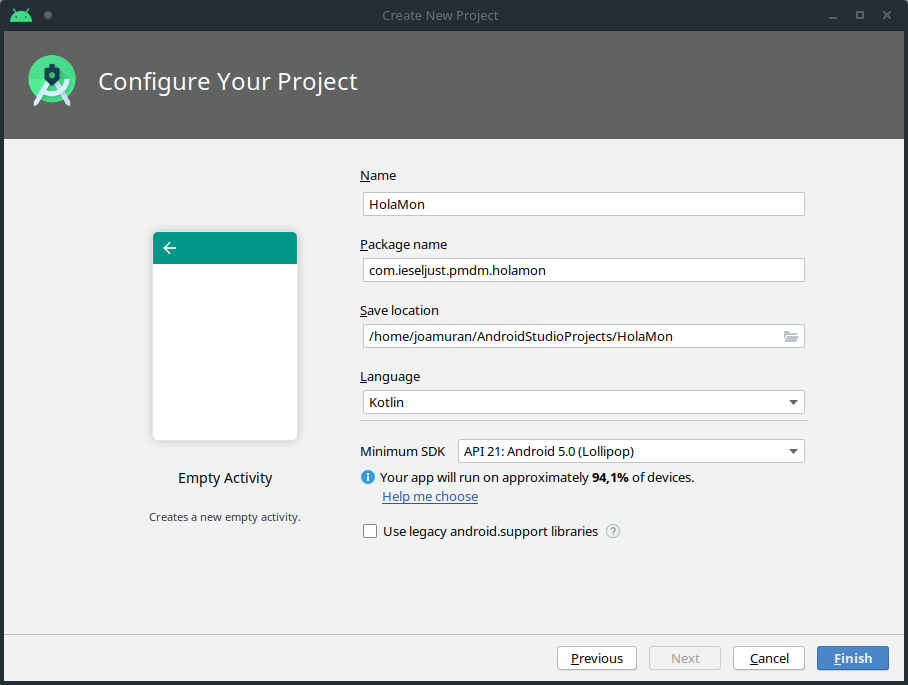 Create New Project
Configure Your Project
Name
HolaMon
Package name
com.ieseljust.pmdm.holamon
Save location
/home/joamuran/AndroidStudioProjects/HolaMon
Language
Kotlin
Minimum SDK API 21: Android 5.0 (Lollipop)
Your app will run on approximately 94,1% of devices.
Help me choose
Use legacy android.support libraries ?
Empty Activity
Creates a new empty activity.
Previous Next Cancel Finish